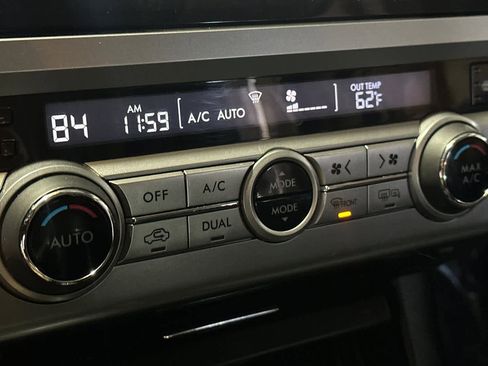 84 AM 11:59 A/C AUTO OUT TEMP 62°F
OFF A/C MODE
AUTO DUAL MODE FRONT
MAX A/C